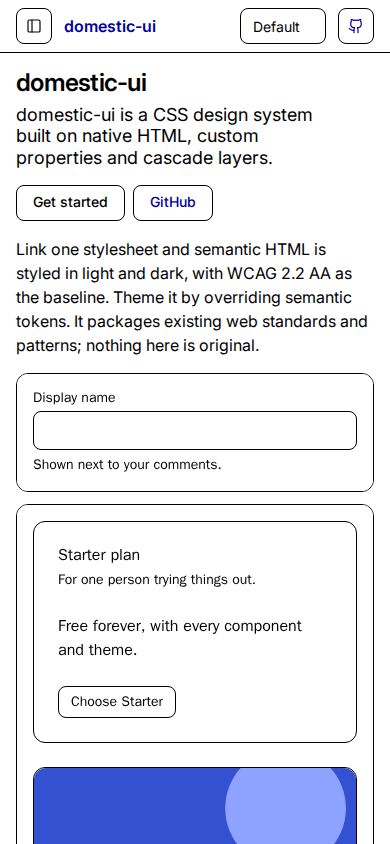 domestic-ui
Default
domestic-ui
domestic-ui is a CSS design system
built on native HTML, custom
properties and cascade layers.
Get started
GitHub
Link one stylesheet and semantic HTML is
styled in light and dark, with WCAG 2.2 AA as
the baseline. Theme it by overriding semantic
tokens. It packages existing web standards and
patterns; nothing here is original.
Display name
Shown next to your comments.
Starter plan
For one person trying things out.
Free forever, with every component
and theme.
Choose Starter